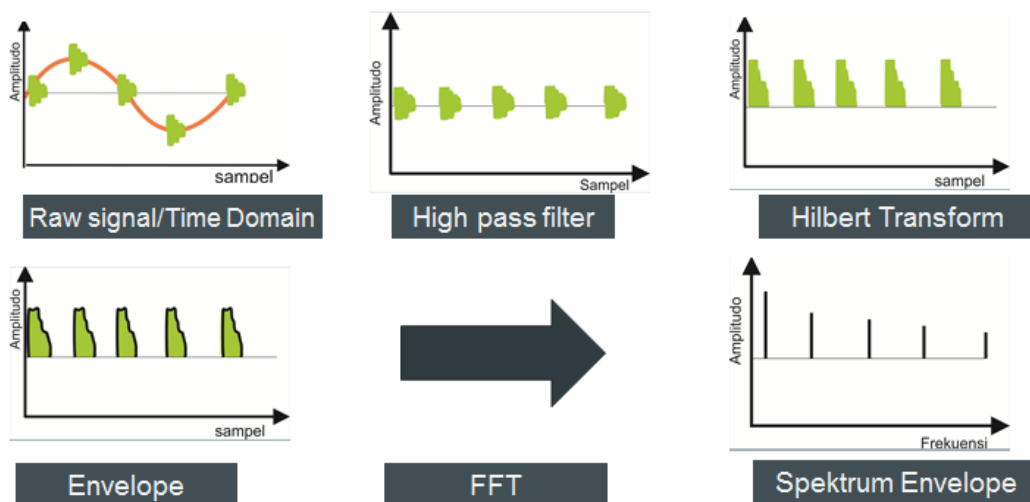 Amplitudo
sampel
Raw signal/Time Domain
Amplitudo
Sampel
High pass filter
Amplitudo
sampel
Hilbert Transform
Amplitudo
sampel
Envelope
FFT
Amplitudo
Frekuensi
Spektrum Envelope